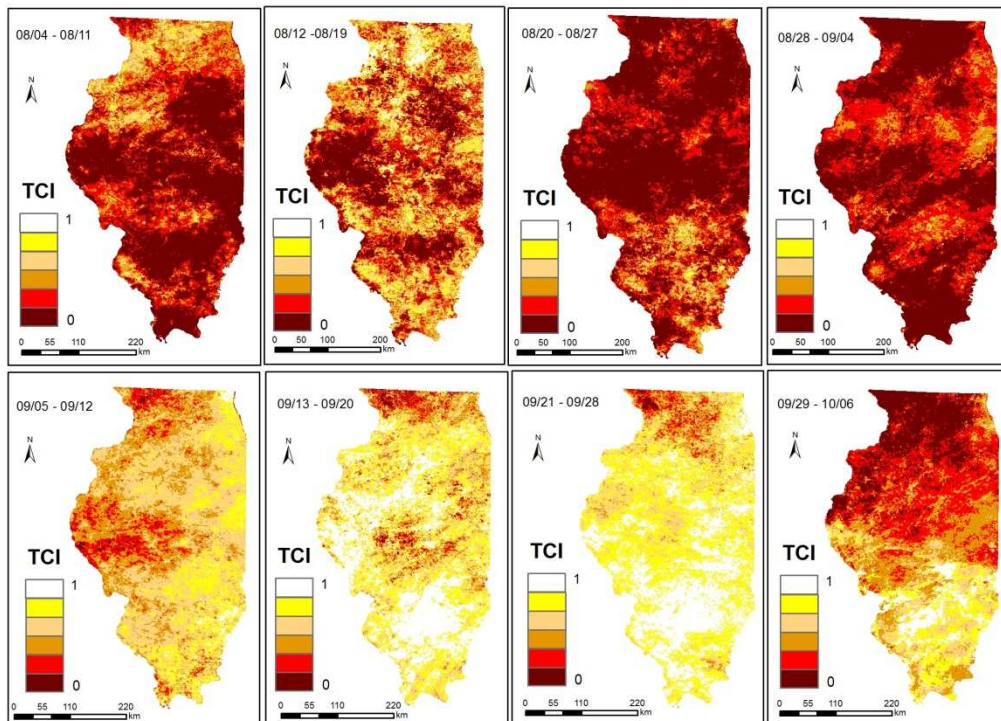 08/04 - 08/11
N
TCI
1
0
0 55 110 220
km
08/12 -08/19
N
TCI
1
0
0 50 100 200
km
08/20 - 08/27
N
TCI
1
0
0 50 100 200
km
08/28 - 09/04
N
TCI
1
0
0 50 100 200
km
09/05 - 09/12
N
TCI
1
0
0 55 110 220
km
09/13 - 09/20
N
TCI
1
0
0 55 110 220
km
09/21 - 09/28
N
TCI
1
0
0 55 110 220
km
09/29 - 10/06
N
TCI
1
0
0 55 110 220
km